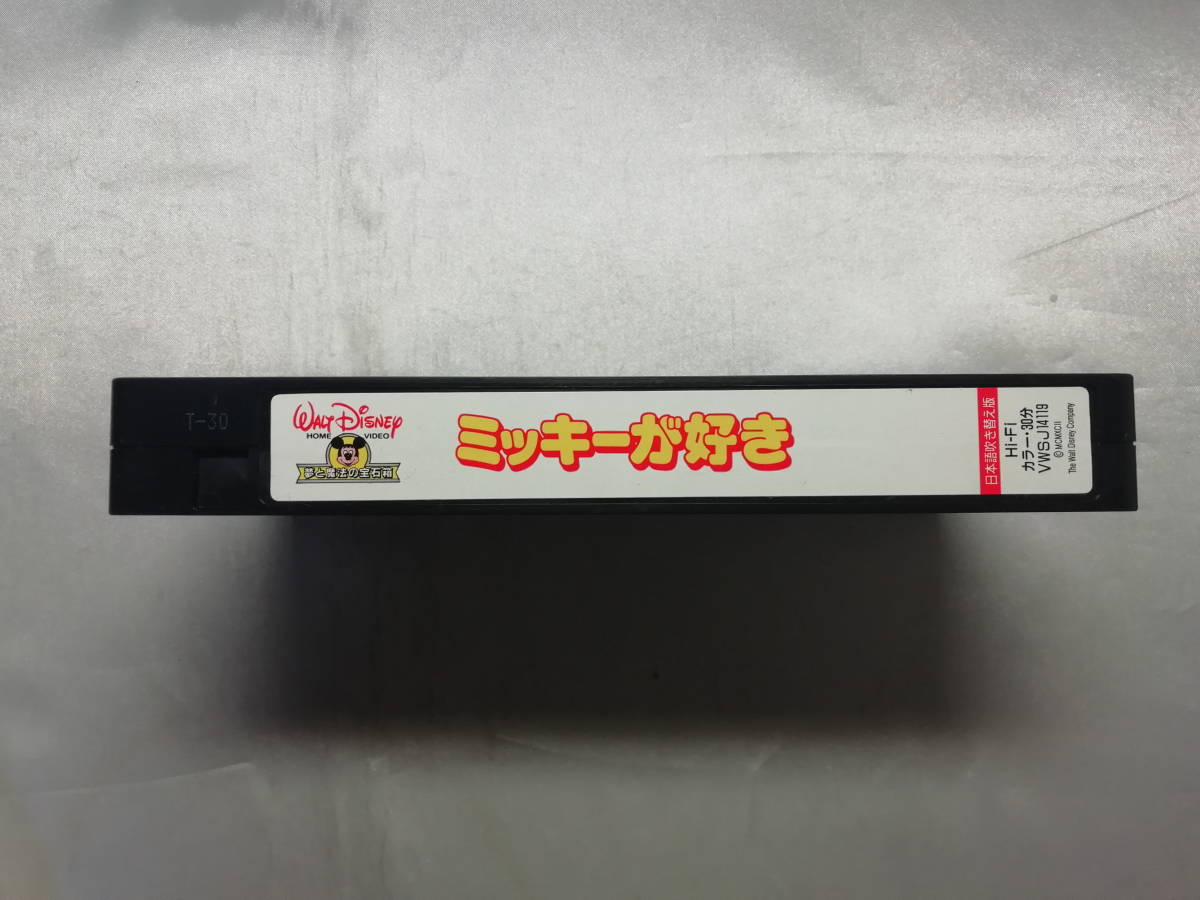 T-30
WALT DISNEY
HOME VIDEO
夢と魔法の宝石箱
ミッキーが好き
日本語吹き替え版
Hi-Fi
カラー・30分
VWSJ14119
© MCMXCII
The Walt Disney Company